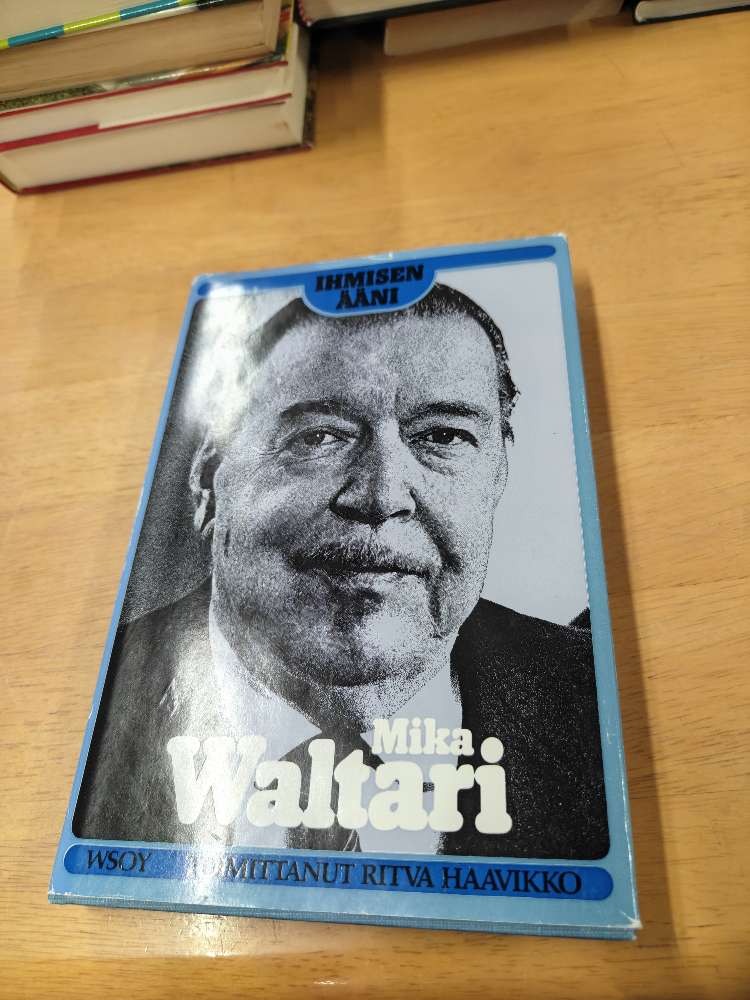 IHMISEN
ÄÄNI
Mika
Waltari
WSOY TOIMITTANUT RITVA HAAVIKKO